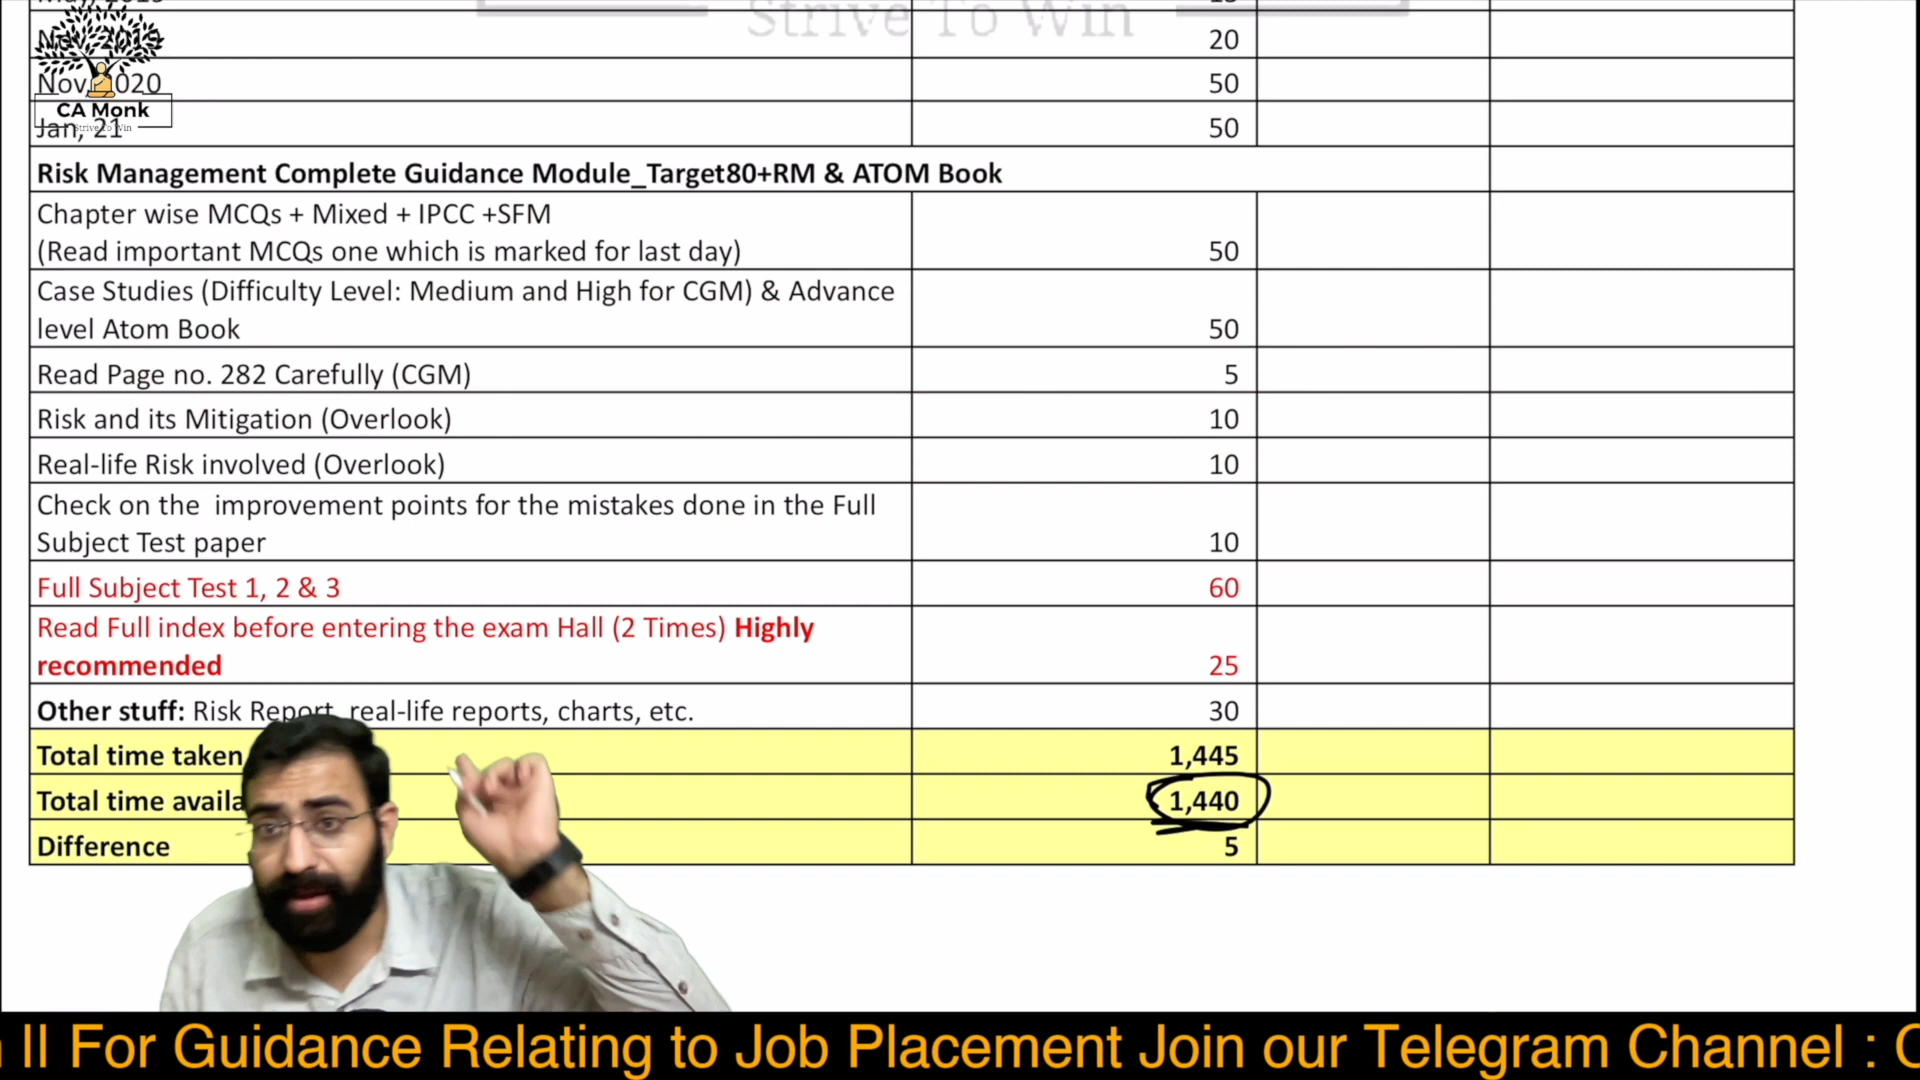 Strive To Win
20
Nov, 2020 50
CA Monk
Strive To Win
Jan, 21 50
Risk Management Complete Guidance Module_Target80+RM & ATOM Book
Chapter wise MCQs + Mixed + IPCC +SFM
(Read important MCQs one which is marked for last day) 50
Case Studies (Difficulty Level: Medium and High for CGM) & Advance
level Atom Book 50
Read Page no. 282 Carefully (CGM) 5
Risk and its Mitigation (Overlook) 10
Real-life Risk involved (Overlook) 10
Check on the improvement points for the mistakes done in the Full
Subject Test paper 10
Full Subject Test 1, 2 & 3 60
Read Full index before entering the exam Hall (2 Times) Highly
recommended 25
Other stuff: Risk Report, real-life reports, charts, etc. 30
Total time taken 1,445
Total time 1,440
Difference 5
II For Guidance Relating to Job Placement Join our Telegram Channel :